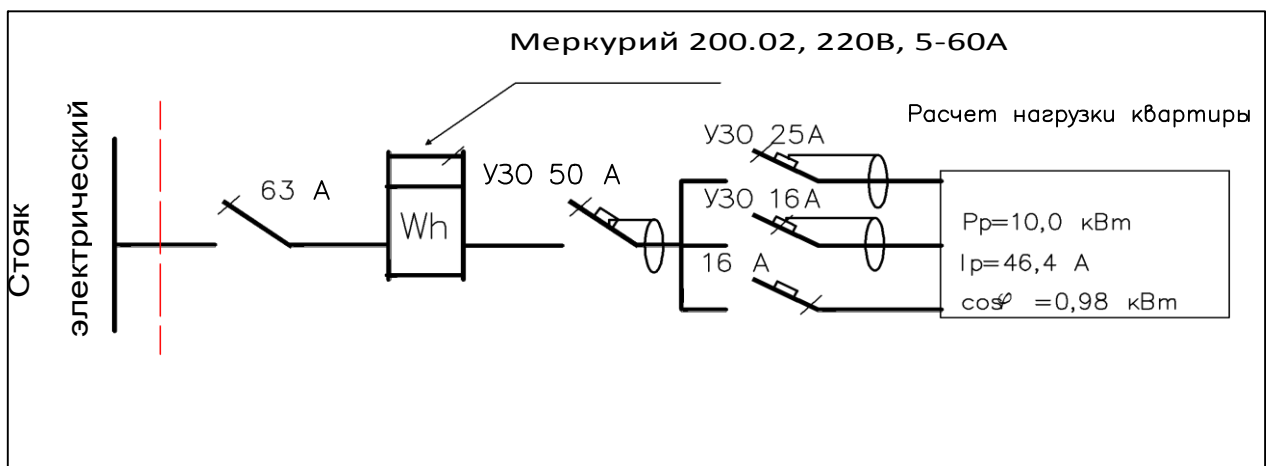 Меркурий 200.02, 220В, 5-60А
Расчет нагрузки квартиры
Стояк
электрический
63 А
Wh
УЗО 50 А
УЗО 25А
УЗО 16А
16 А
Рр=10,0 кВт
Iр=46,4 А
cosφ =0,98 кВт